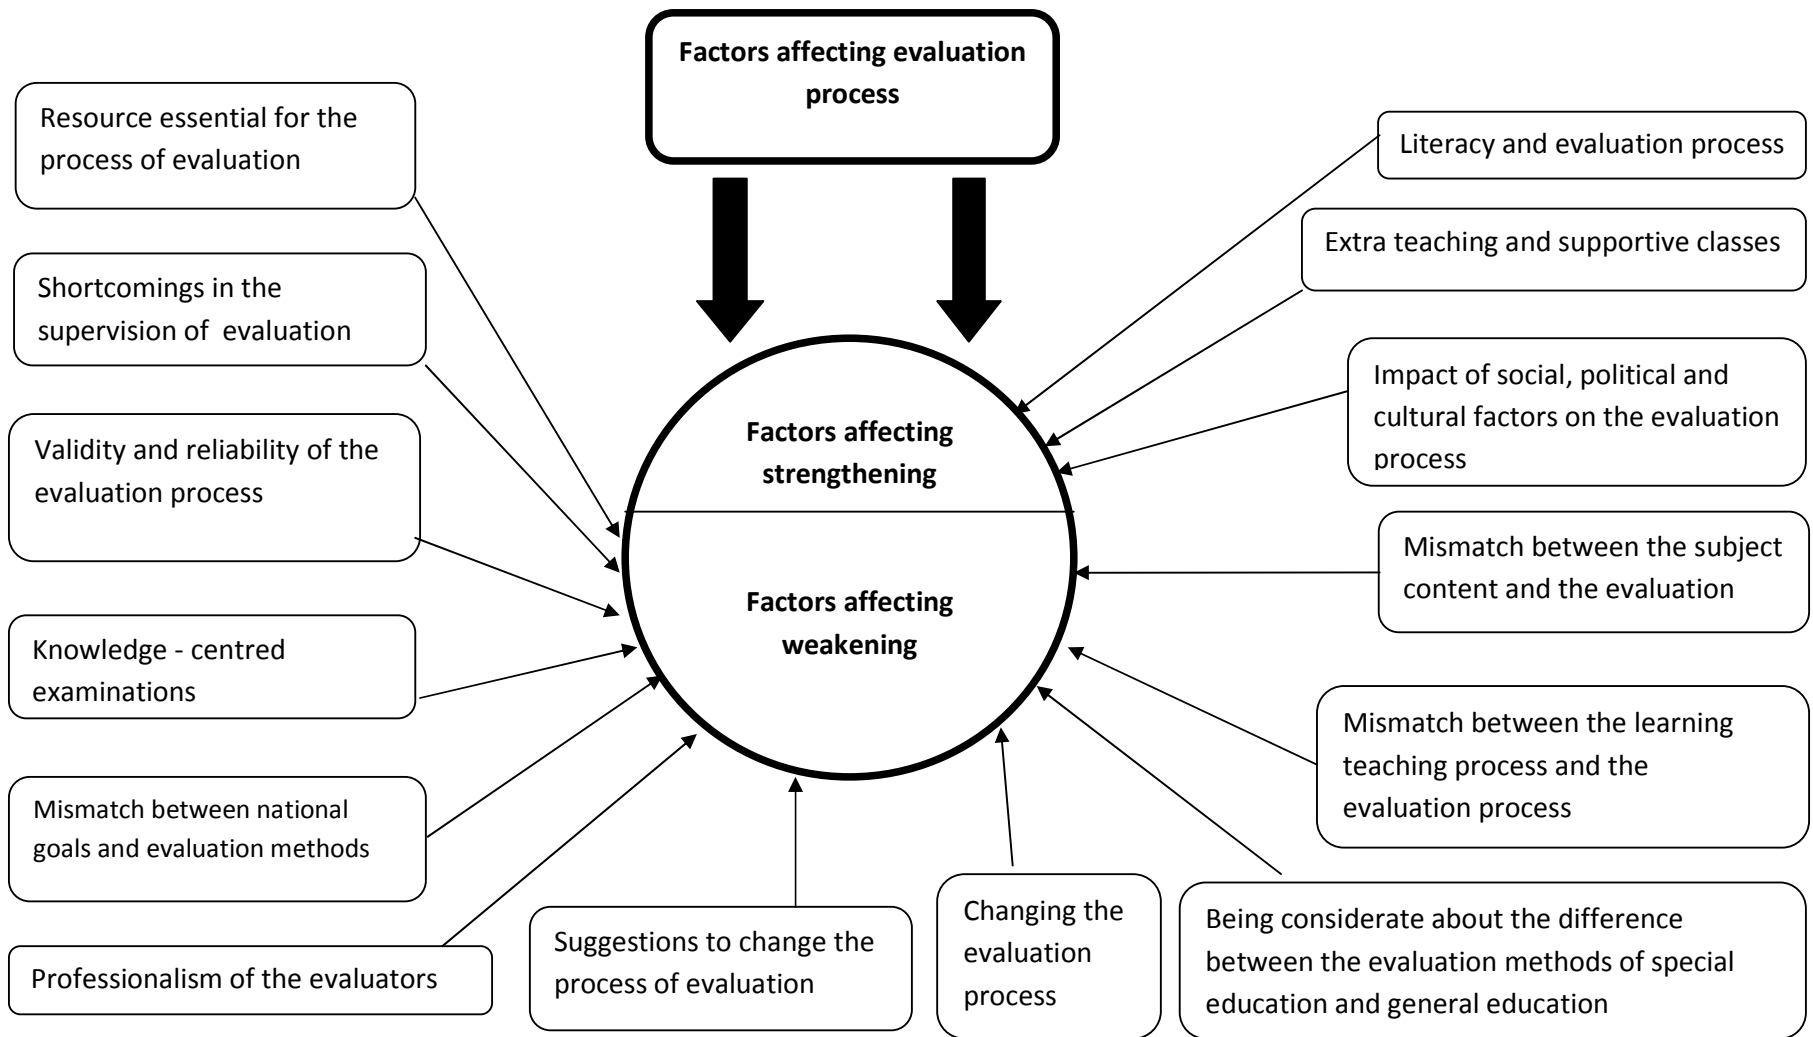 Factors affecting evaluation
process
Resource essential for the
process of evaluation
Shortcomings in the
supervision of evaluation
Validity and reliability of the
evaluation process
Knowledge - centred
examinations
Mismatch between national
goals and evaluation methods
Professionalism of the evaluators
Factors affecting
strengthening
Factors affecting
weakening
Literacy and evaluation process
Extra teaching and supportive classes
Impact of social, political and
cultural factors on the evaluation
process
Mismatch between the subject
content and the evaluation
Mismatch between the learning
teaching process and the
evaluation process
Suggestions to change the
process of evaluation
Changing the
evaluation
process
Being considerate about the difference
between the evaluation methods of special
education and general education